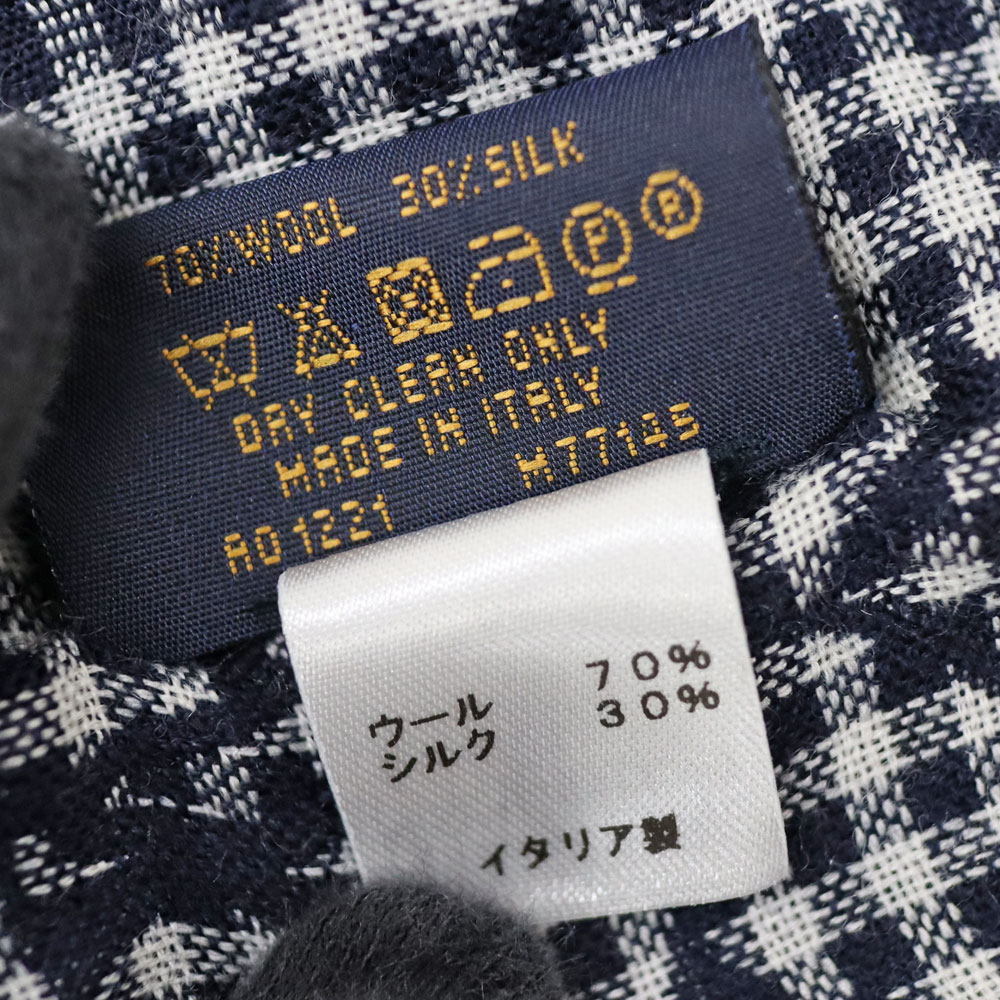 70% WOOL 30% SILK
P R
DRY CLEAN ONLY
MADE IN ITALY
AO1221 M77145
ウール 70%
シルク 30%
イタリア製